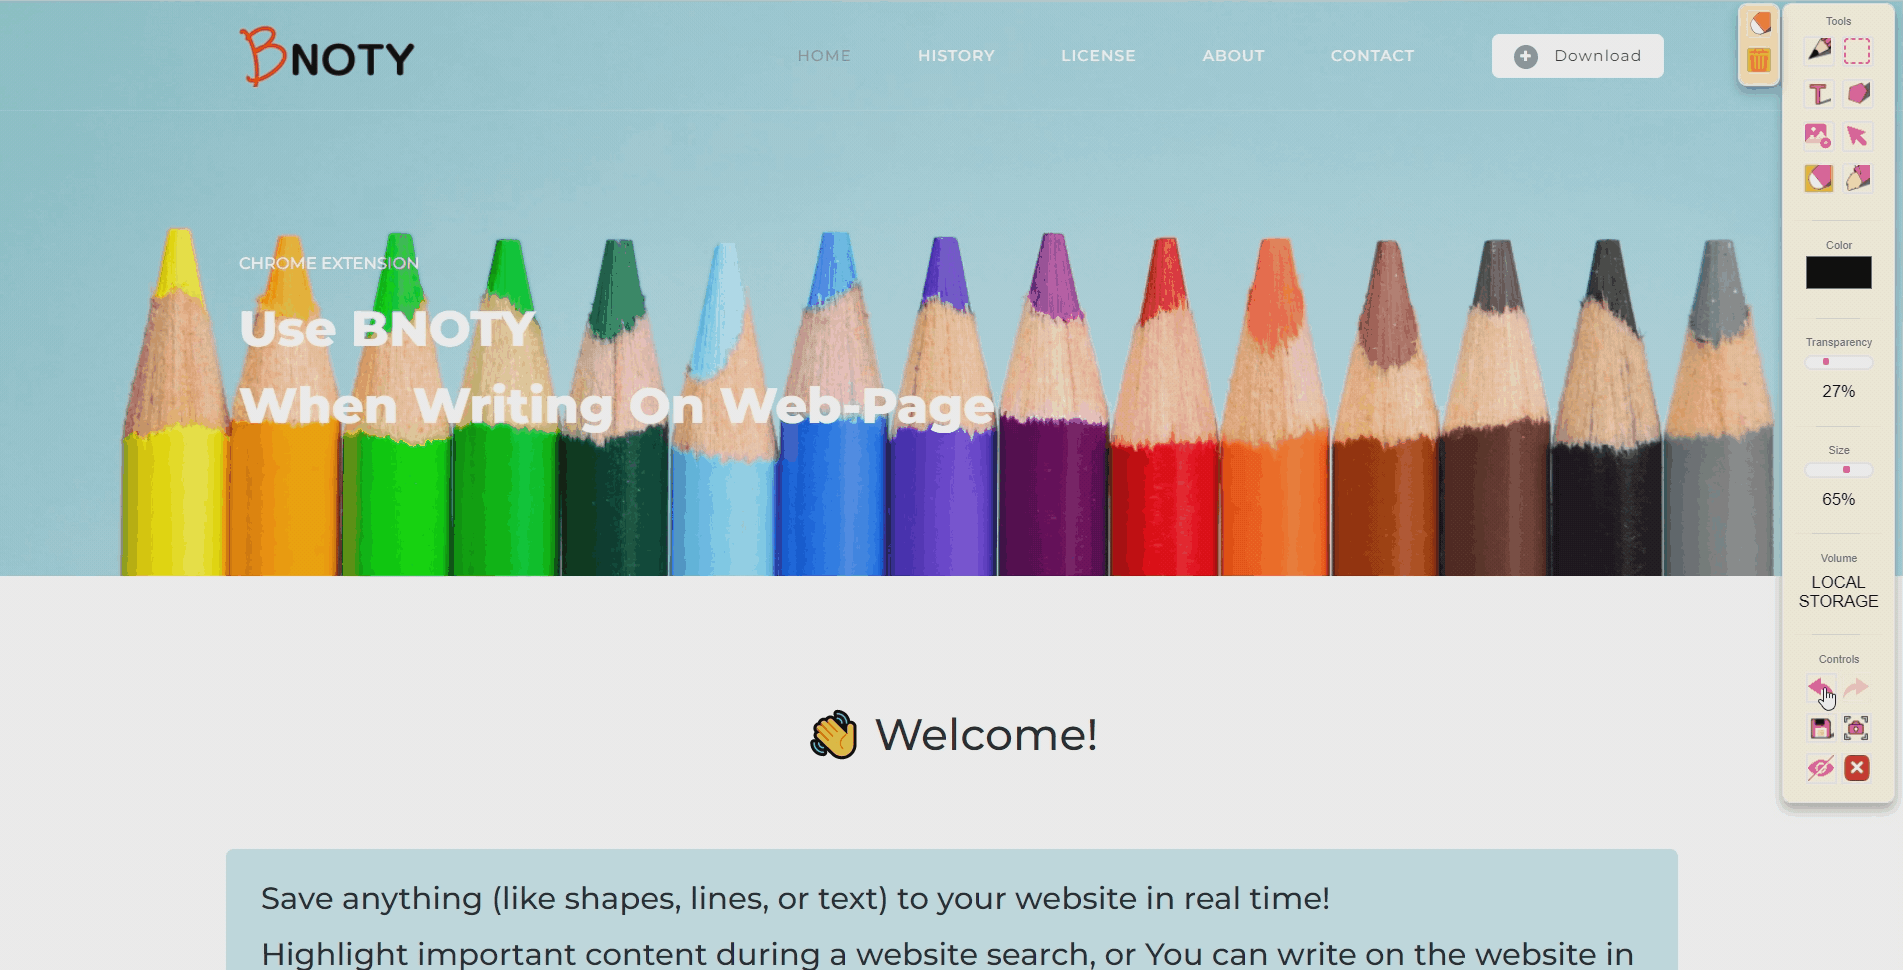 BNOTY
HOME
HISTORY
LICENSE
ABOUT
CONTACT
Download
CHROME EXTENSION
Use BNOTY
When Writing On Web-Page
Welcome!
Save anything (like shapes, lines, or text) to your website in real time!
Highlight important content during a website search, or You can write on the website in
Tools
Color
Transparency
27%
Size
65%
Volume
LOCAL
STORAGE
Controls